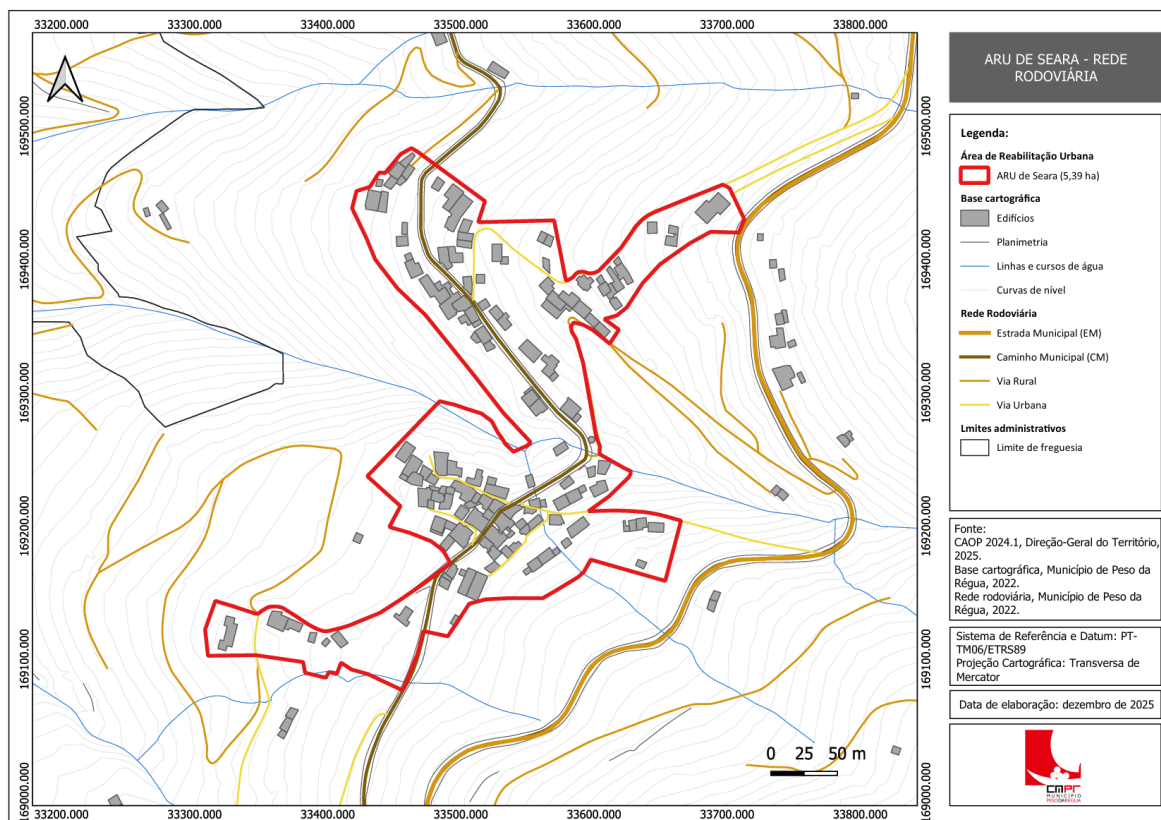 33200.000 33300.000 33400.000 33500.000 33600.000 33700.000 33800.000
169500.000
169400.000
169300.000
169200.000
169100.000
169000.000
169500.000
169400.000
169300.000
169200.000
169100.000
169000.000
0 25 50 m
33200.000 33300.000 33400.000 33500.000 33600.000 33700.000 33800.000
ARU DE SEARA - REDE
RODOVIÁRIA
Legenda:
Área de Reabilitação Urbana
ARU de Seara (5,39 ha)
Base cartográfica
Edifícios
Planimetria
Linhas e cursos de água
Curvas de nível
Rede Rodoviária
Estrada Municipal (EM)
Caminho Municipal (CM)
Via Rural
Via Urbana
Lmites administrativos
Limite de freguesia
Fonte:
CAOP 2024.1, Direção-Geral do Território,
2025.
Base cartográfica, Município de Peso da
Régua, 2022.
Rede rodoviária, Município de Peso da
Régua, 2022.
Sistema de Referência e Datum: PT-
TM06/ETRS89
Projeção Cartográfica: Transversa de
Mercator
Data de elaboração: dezembro de 2025
CMPR
MUNICÍPIO
PESO DA RÉGUA